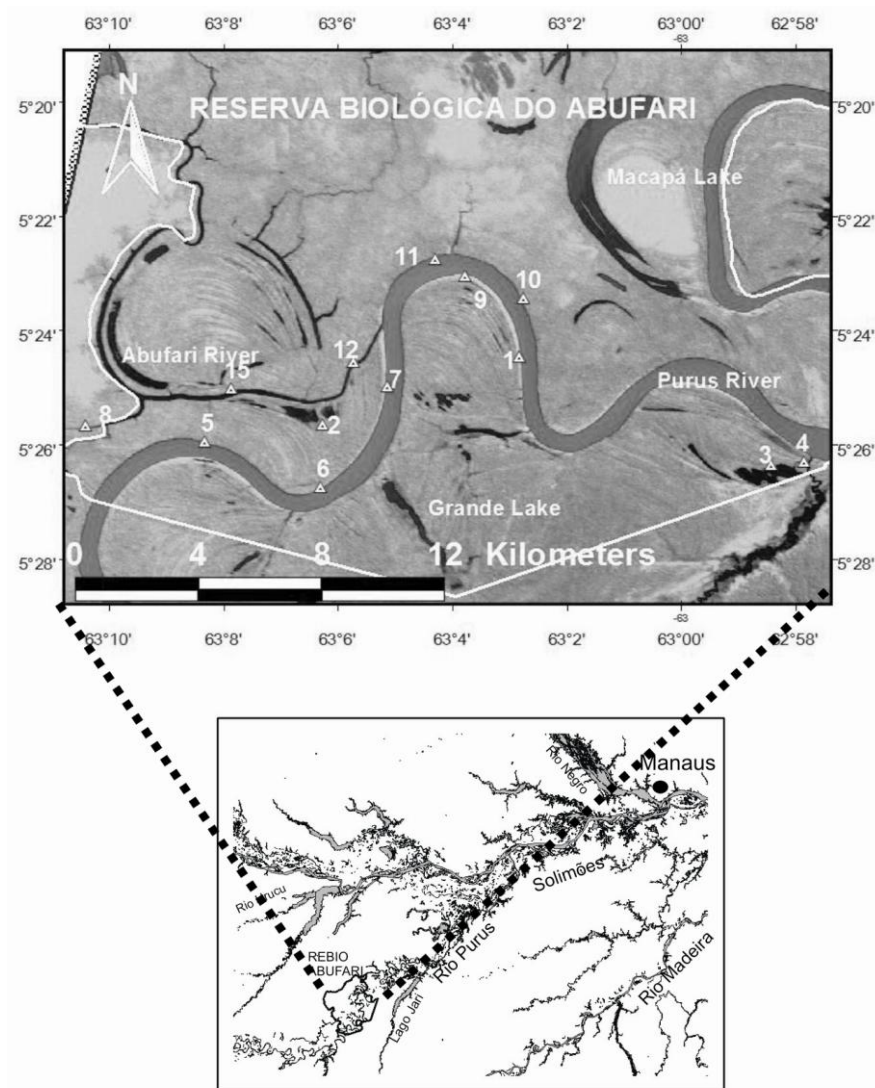 63°10' 63°8' 63°6' 63°4' 63°2' 63°00' 62°58'
-63
5°20' 5°20'
N
RESERVA BIOLÓGICA DO ABUFARI
Macapá Lake
5°22' 5°22'
11
10
9
5°24' 5°24'
Abufari River
12
1
Purus River
15
7
8
5
2
5°26' 5°26'
6
3
4
Grande Lake
0 4 8 12 Kilometers
5°28' 5°28'
-63
63°10' 63°8' 63°6' 63°4' 63°2' 63°00' 62°58'
Rio Negro
Manaus
Solimões
Rio Purus
Rio Madeira
REBIO
ABUFARI
Lago Jari